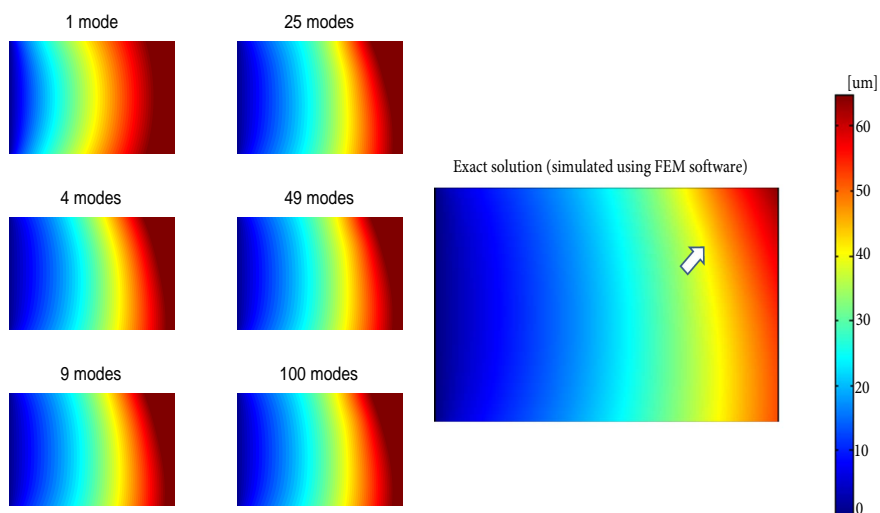 1 mode
25 modes
4 modes
49 modes
9 modes
100 modes
Exact solution (simulated using FEM software)
[um]
60
50
40
30
20
10
0